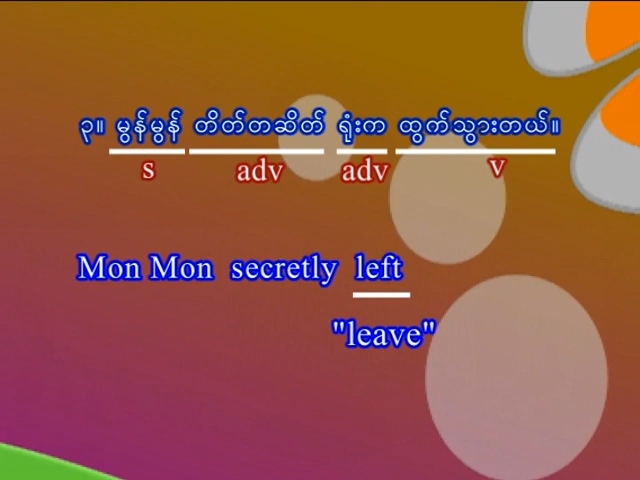 ၃။ မွန်မွန် တိတ်တဆိတ် ရုံးက ထွက်သွားတယ်။
s adv adv v
Mon Mon secretly left
"leave"